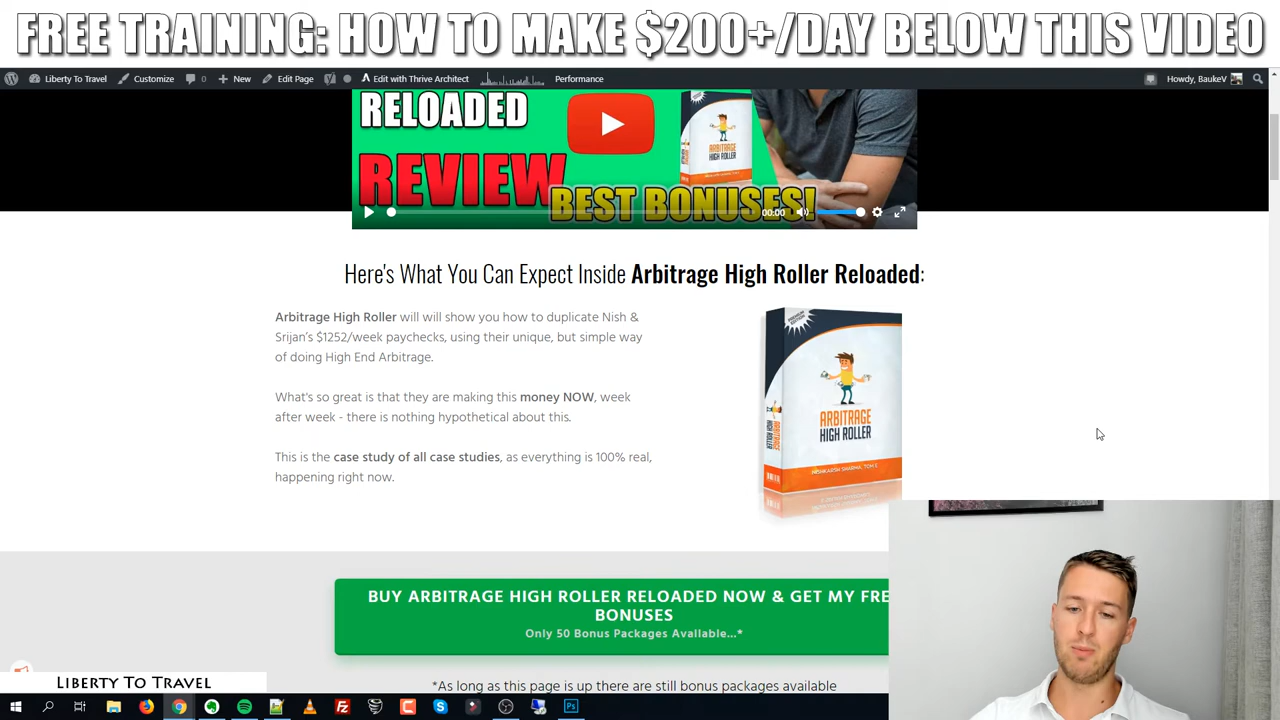 FREE TRAINING: HOW TO MAKE $200+/DAY BELOW THIS VIDEO
Liberty To Travel Customize 0 New Edit Page Edit with Thrive Architect Performance Howdy, BaukeV
RELOADED
REVIEW
ARBITRAGE
HIGH ROLLER
BEST BONUSES!
00:00
Here's What You Can Expect Inside Arbitrage High Roller Reloaded:
Arbitrage High Roller will will show you how to duplicate Nish &
Srijan's $1252/week paychecks, using their unique, but simple way
of doing High End Arbitrage.
What's so great is that they are making this money NOW, week
after week - there is nothing hypothetical about this.
This is the case study of all case studies, as everything is 100% real,
happening right now.
ARBITRAGE
HIGH ROLLER
BUY ARBITRAGE HIGH ROLLER RELOADED NOW & GET MY FRE
BONUSES
Only 50 Bonus Packages Available...*
*As long as this page is up there are still bonus packages available
LIBERTY TO TRAVEL